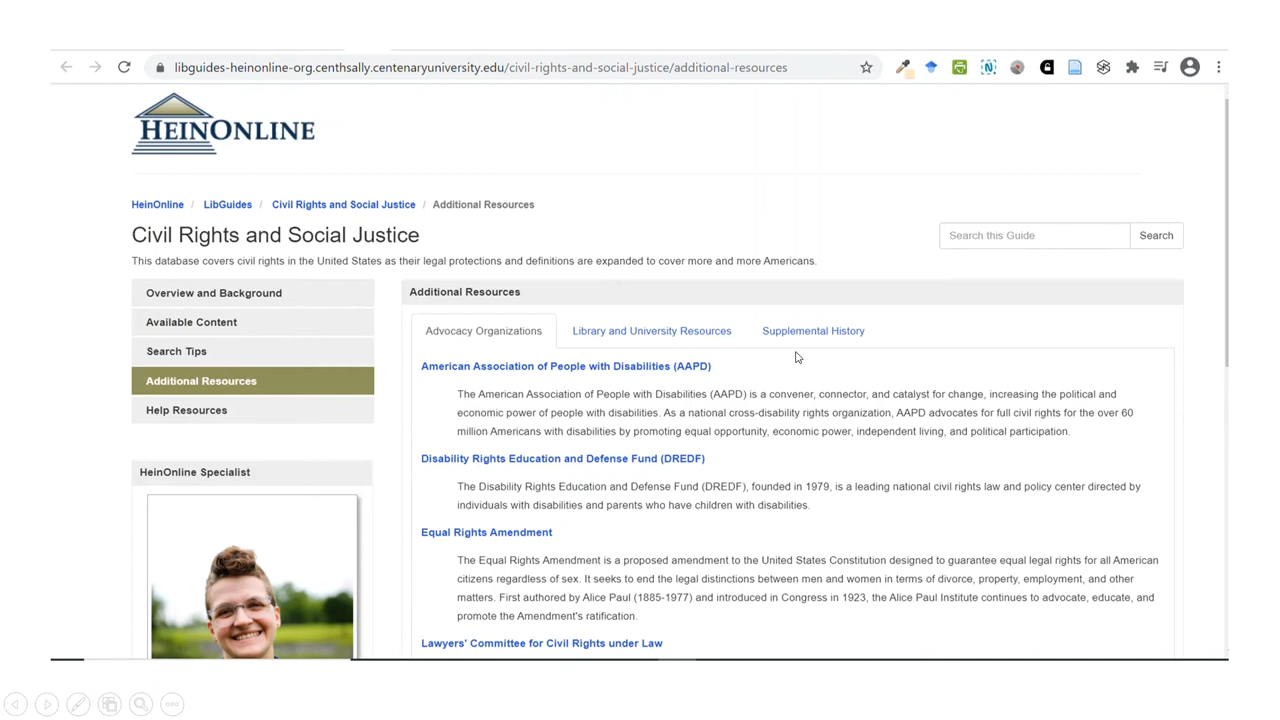 libguides-heinonline-org.centhsally.centenaryuniversity.edu/civil-rights-and-social-justice/additional-resources
HEINONLINE
HeinOnline / LibGuides / Civil Rights and Social Justice / Additional Resources
Civil Rights and Social Justice
Search this Guide
Search
This database covers civil rights in the United States as their legal protections and definitions are expanded to cover more and more Americans.
Overview and Background
Available Content
Search Tips
Additional Resources
Help Resources
HeinOnline Specialist
Additional Resources
Advocacy Organizations
Library and University Resources
Supplemental History
American Association of People with Disabilities (AAPD)
The American Association of People with Disabilities (AAPD) is a convener, connector, and catalyst for change, increasing the political and
economic power of people with disabilities. As a national cross-disability rights organization, AAPD advocates for full civil rights for the over 60
million Americans with disabilities by promoting equal opportunity, economic power, independent living, and political participation.
Disability Rights Education and Defense Fund (DREDF)
The Disability Rights Education and Defense Fund (DREDF), founded in 1979, is a leading national civil rights law and policy center directed by
individuals with disabilities and parents who have children with disabilities.
Equal Rights Amendment
The Equal Rights Amendment is a proposed amendment to the United States Constitution designed to guarantee equal legal rights for all American
citizens regardless of sex. It seeks to end the legal distinctions between men and women in terms of divorce, property, employment, and other
matters. First authored by Alice Paul (1885-1977) and introduced in Congress in 1923, the Alice Paul Institute continues to advocate, educate, and
promote the Amendment's ratification.
Lawyers' Committee for Civil Rights under Law